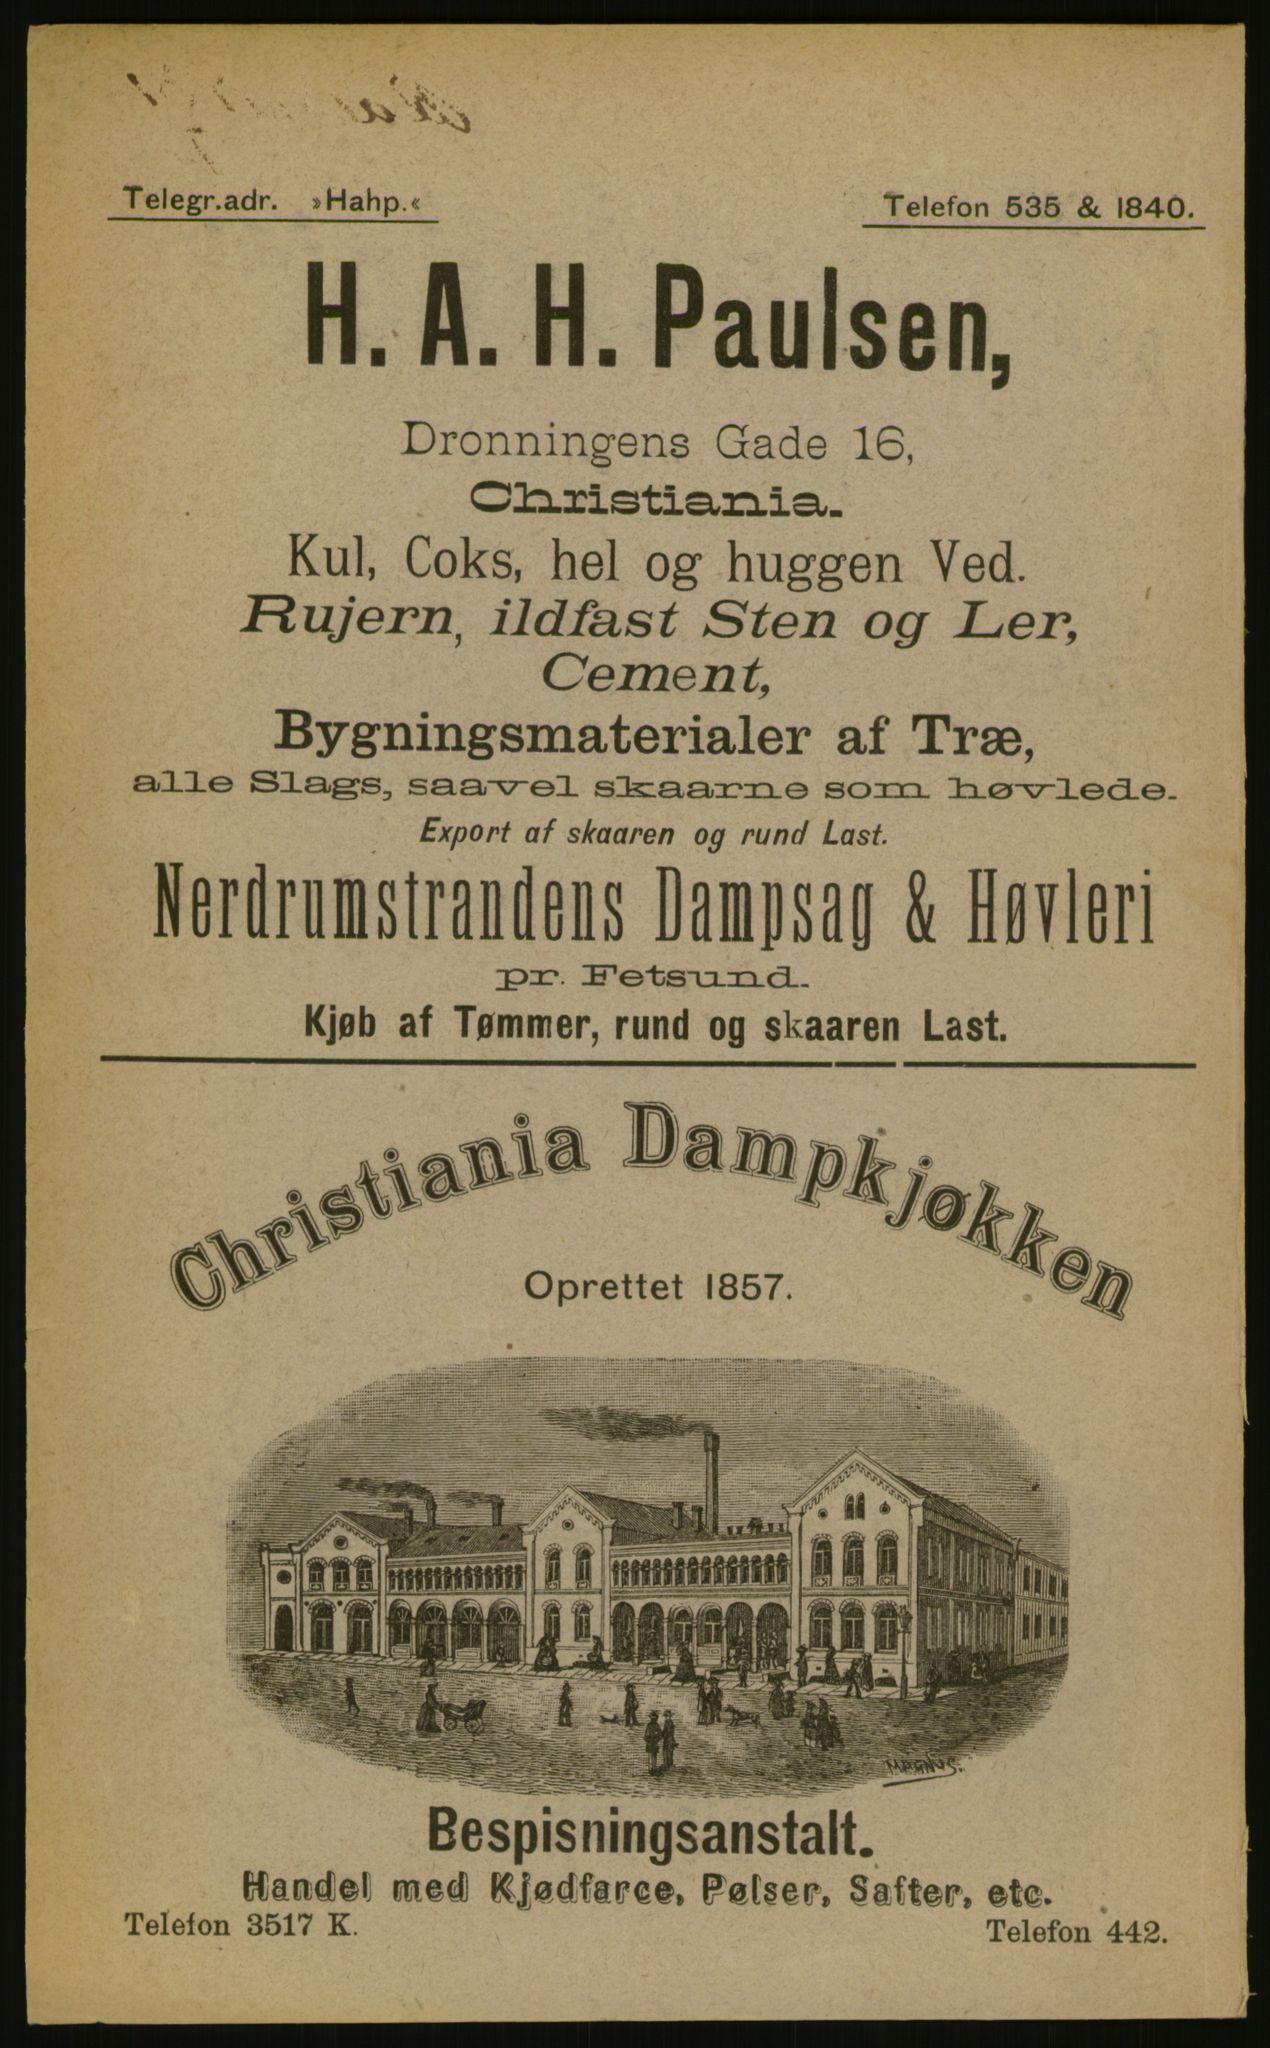 Telegr.adr. »Hahp.«
Telefon 535 & 1840.
H. A. H. Paulsen,
Dronningens Gade 16,
Christiania.
Kul, Coks, hel og huggen Ved.
Rujern, ildfast Sten og Ler,
Cement,
Bygningsmaterialer af Træ,
alle Slags, saavel skaarne som høvlede.
Export af skaaren og rund Last.
Nerdrumstrandens Dampsag & Høvleri
pr. Fetsund.
Kjøb af Tømmer, rund og skaaren Last.
Christiania Dampkjøkken
Oprettet 1857.
MAGNUS.
Bespisningsanstalt.
Handel med Kjødfarce, Pølser, Safter, etc.
Telefon 3517 K.
Telefon 442.